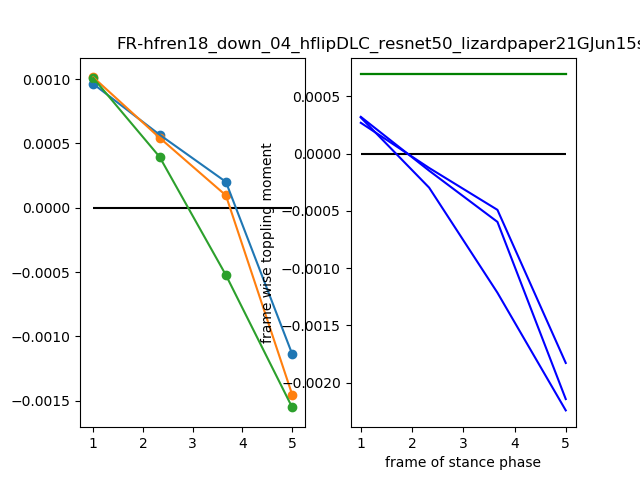 FR-hfren18_down_04_hflipDLC_resnet50_lizardpaper21GJun15s
0.0010
0.0005
0.0000
−0.0005
−0.0010
−0.0015
1 2 3 4 5
frame wise toppling moment
0.0005
0.0000
−0.0005
−0.0010
−0.0015
−0.0020
1 2 3 4 5
frame of stance phase